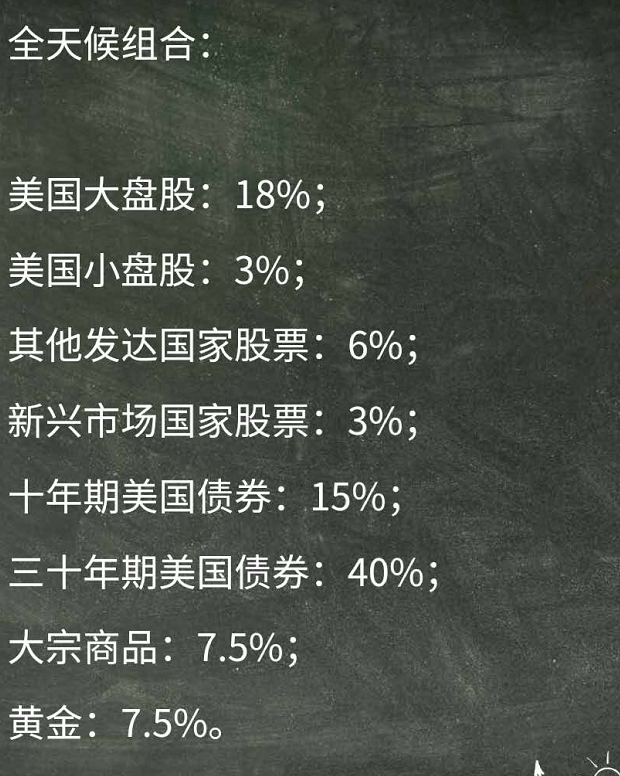 全天候组合：
美国大盘股：18%；
美国小盘股：3%；
其他发达国家股票：6%；
新兴市场国家股票：3%；
十年期美国债券：15%；
三十年期美国债券：40%；
大宗商品：7.5%；
黄金：7.5%。